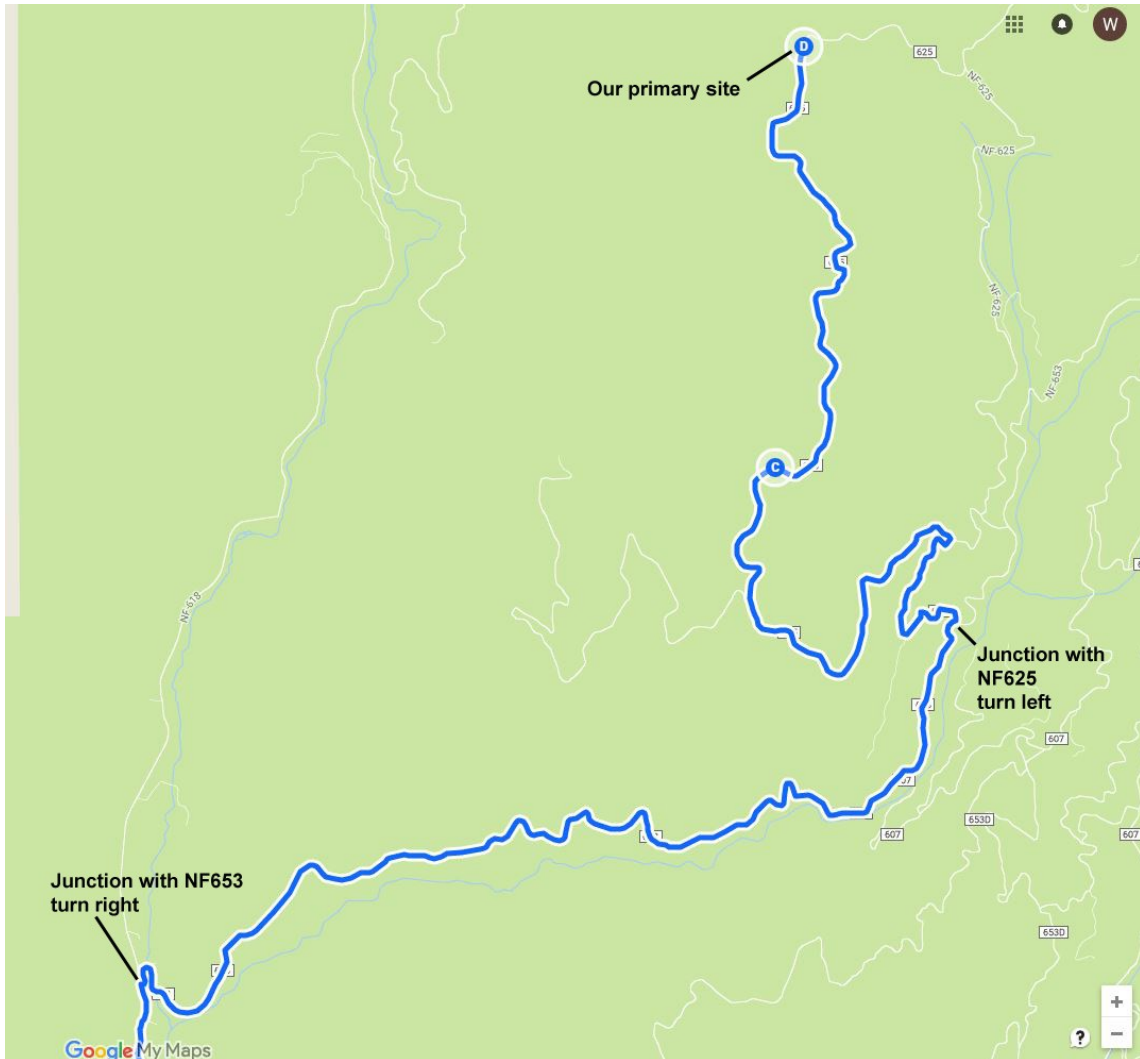 W
D
Our primary site
625
NF-625
NF-625
NF-625
NF-653
C
NF-618
Junction with
NF625
turn left
607
653D
607
607
653D
Junction with NF653
turn right
Google My Maps
?
+
−